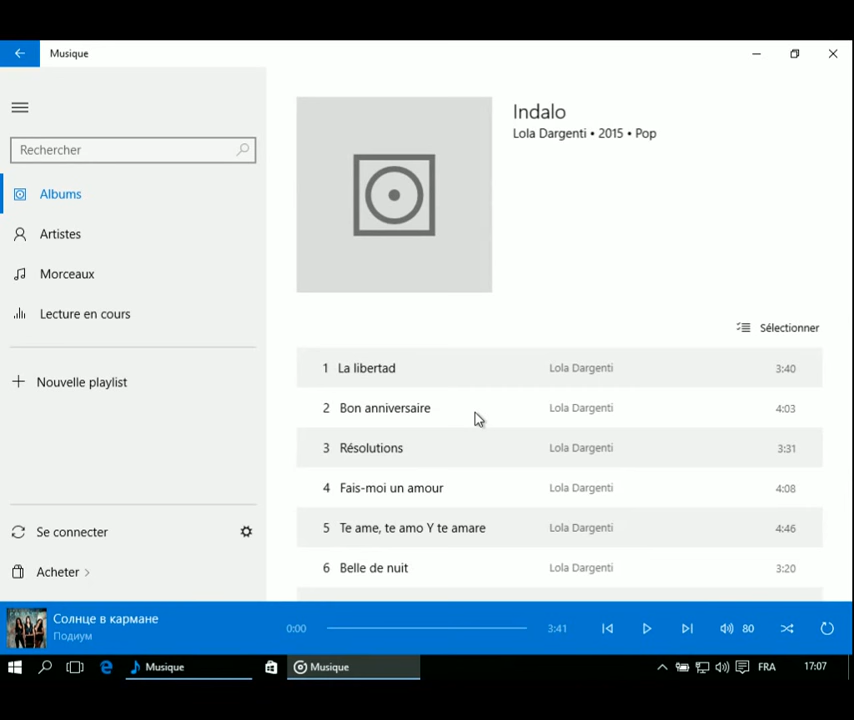 Musique
Indalo
Lola Dargenti • 2015 • Pop
Rechercher
Albums
Artistes
Morceaux
Lecture en cours
Nouvelle playlist
Se connecter
Acheter
Sélectionner
1 La libertad Lola Dargenti 3:40
2 Bon anniversaire Lola Dargenti 4:03
3 Résolutions Lola Dargenti 3:31
4 Fais-moi un amour Lola Dargenti 4:08
5 Te ame, te amo Y te amare Lola Dargenti 4:46
6 Belle de nuit Lola Dargenti 3:20
Солнце в кармане
Подиум
0:00 3:41 80
Musique Musique FRA 17:07